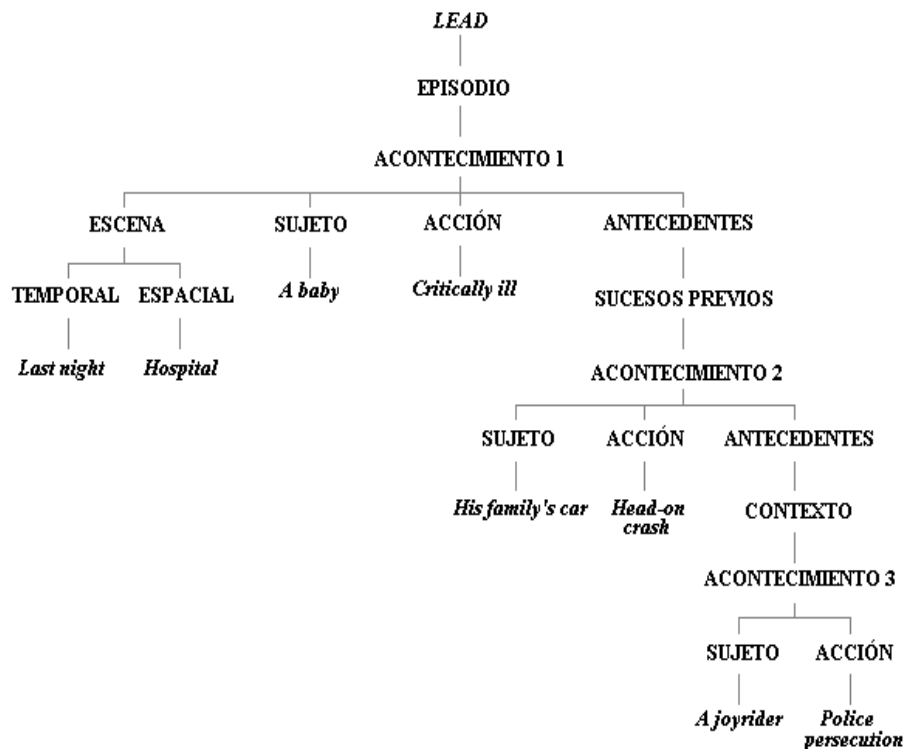 LEAD
EPISODIO
ACONTECIMIENTO 1
ESCENA SUJETO ACCIÓN ANTECEDENTES
TEMPORAL ESPACIAL A baby Critically ill SUCESOS PREVIOS
Last night Hospital ACONTECIMIENTO 2
SUJETO ACCIÓN ANTECEDENTES
His family's car Head-on CONTEXTO
crash
ACONTECIMIENTO 3
SUJETO ACCIÓN
A joyrider Police
persecution